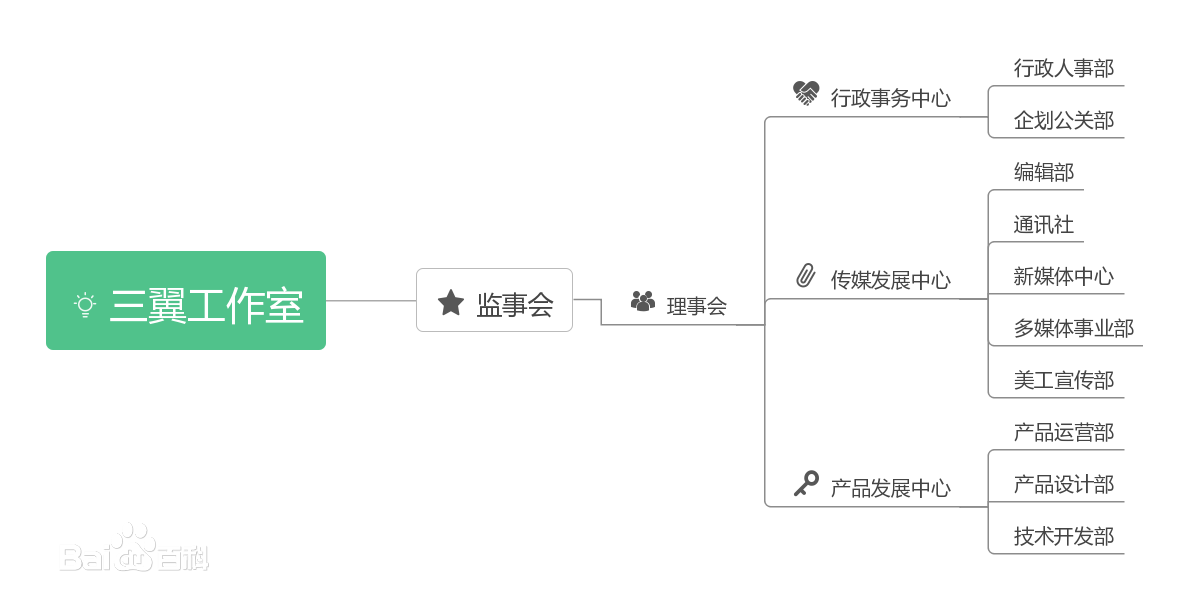 三翼工作室
监事会
理事会
行政事务中心
行政人事部
企划公关部
传媒发展中心
编辑部
通讯社
新媒体中心
多媒体事业部
美工宣传部
产品发展中心
产品运营部
产品设计部
技术开发部
Bai百科